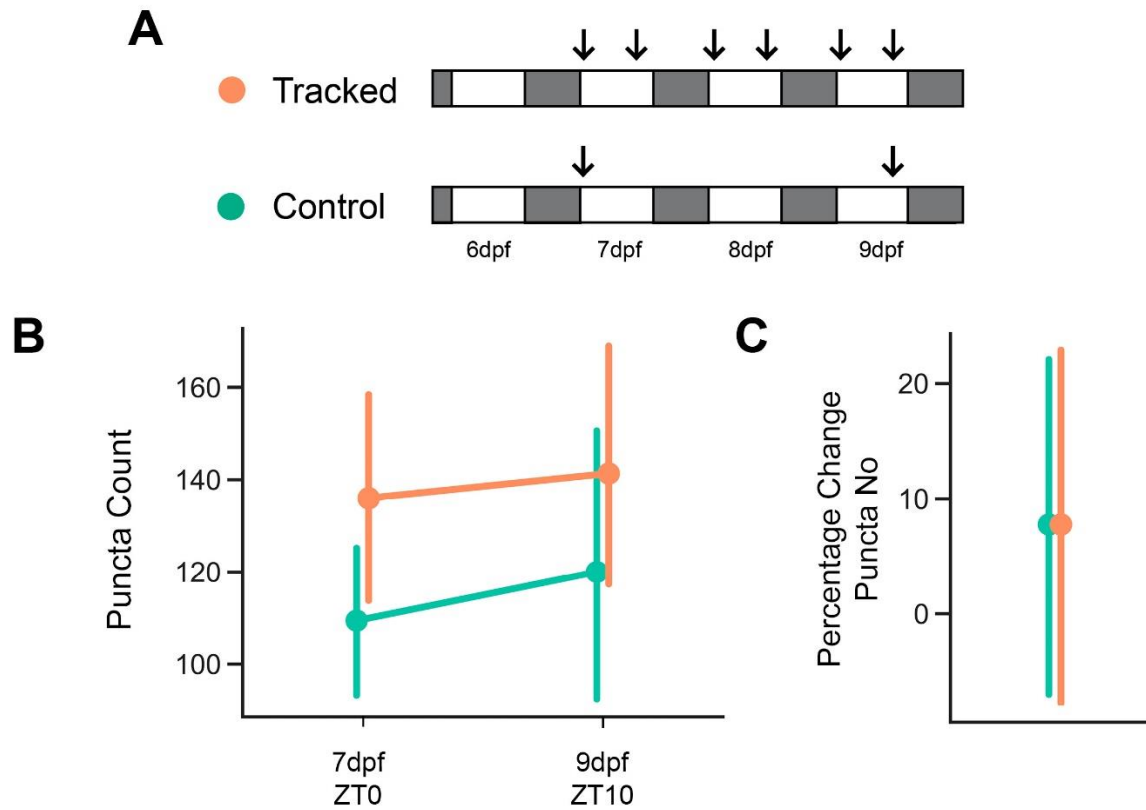 A
Tracked
Control
6dpf 7dpf 8dpf 9dpf
B
Puncta Count
160
140
120
100
7dpf
ZT0
9dpf
ZT10
C
Percentage Change
Puncta No
20
10
0